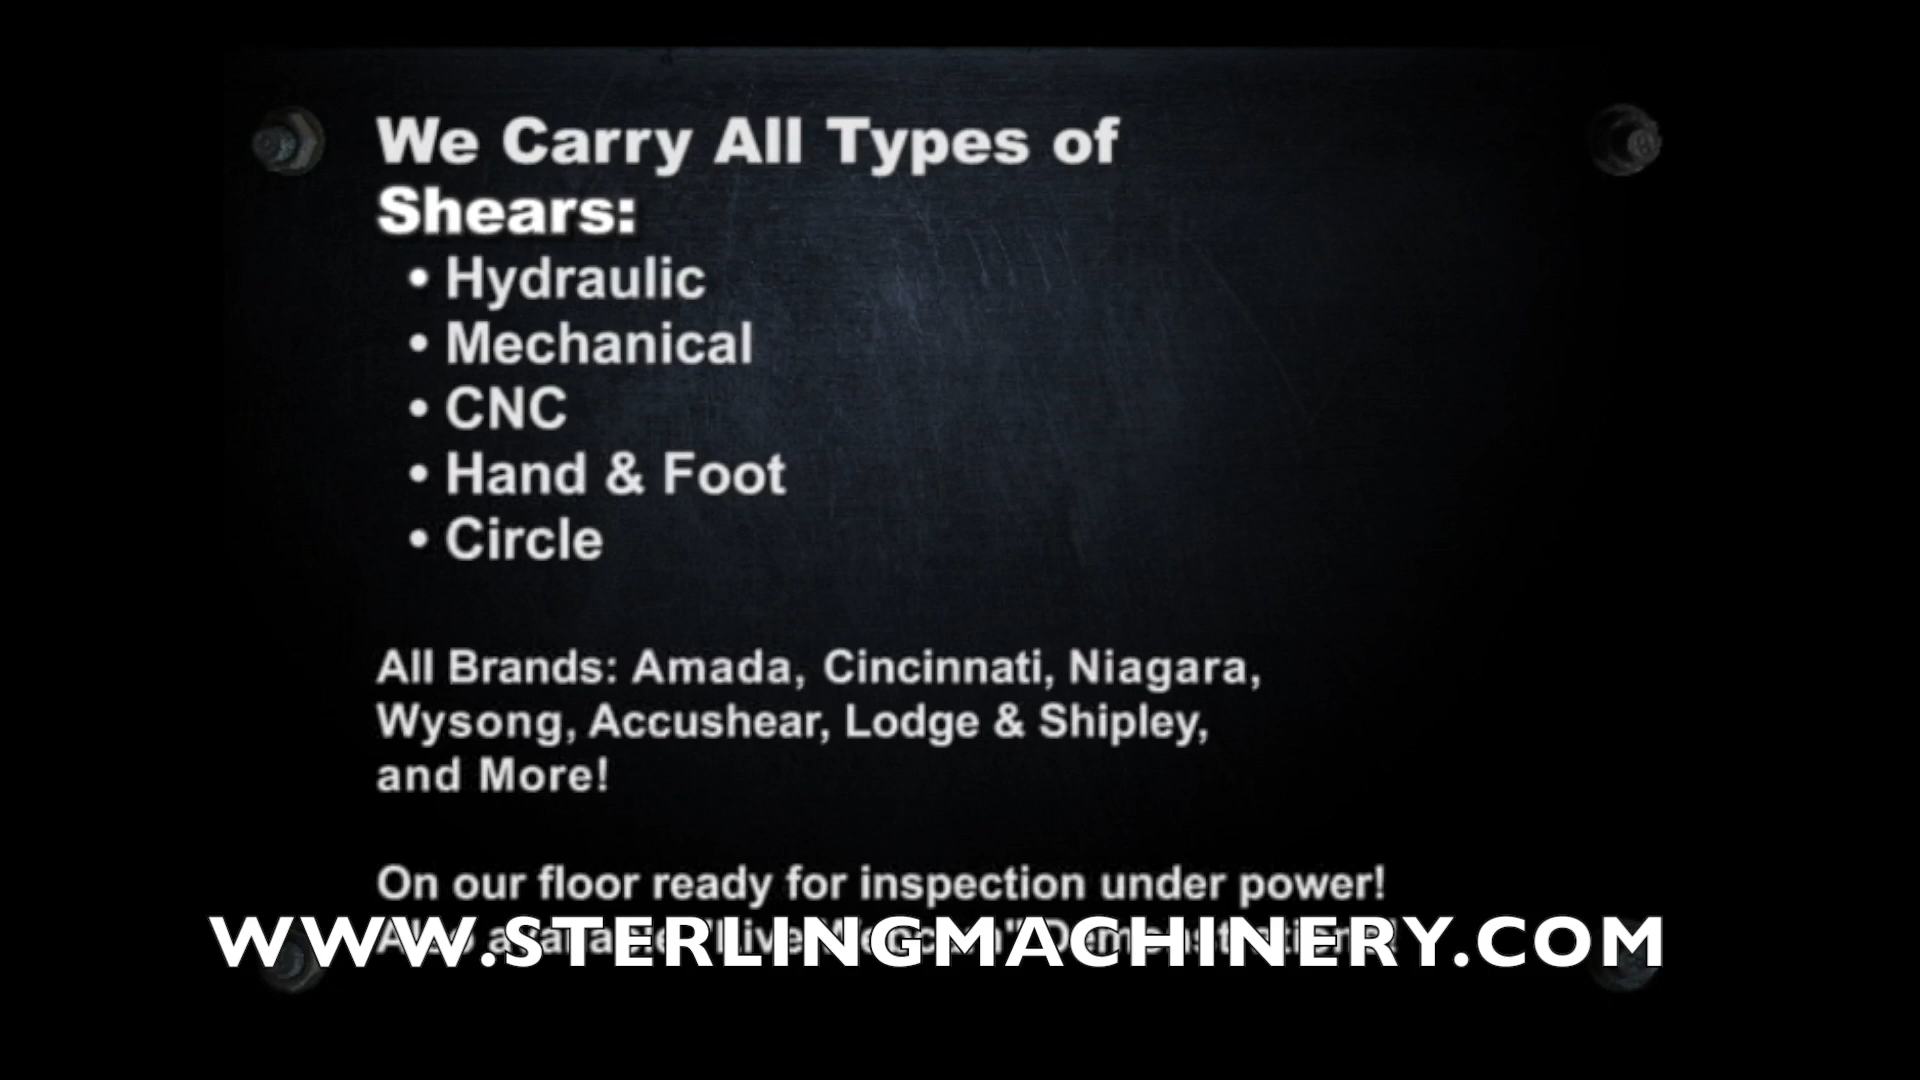 We Carry All Types of
Shears:
• Hydraulic
• Mechanical
• CNC
• Hand & Foot
• Circle
All Brands: Amada, Cincinnati, Niagara,
Wysong, Accushear, Lodge & Shipley,
and More!
On our floor ready for inspection under power!
WWW.STERLINGMACHINERY.COM